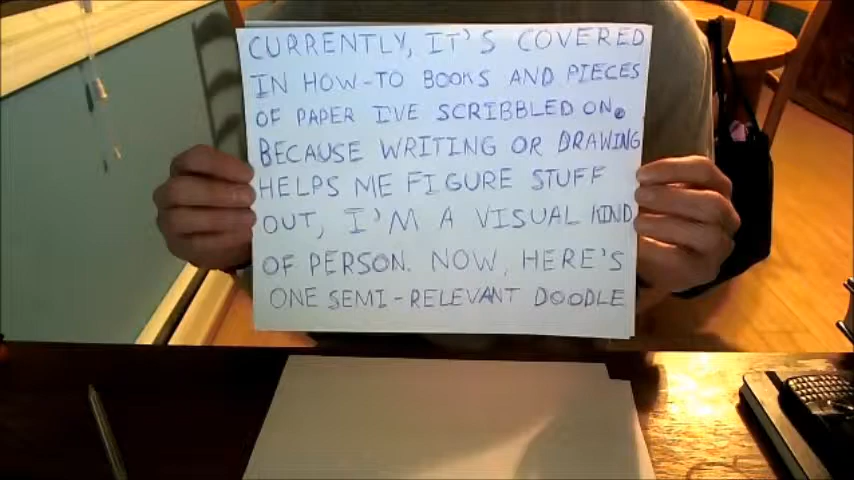 CURRENTLY, IT'S COVERED
IN HOW-TO BOOKS AND PIECES
OF PAPER I'VE SCRIBBLED ON.
BECAUSE WRITING OR DRAWING
HELPS ME FIGURE STUFF
OUT, I'M A VISUAL KIND
OF PERSON. NOW, HERE'S
ONE SEMI-RELEVANT DOODLE